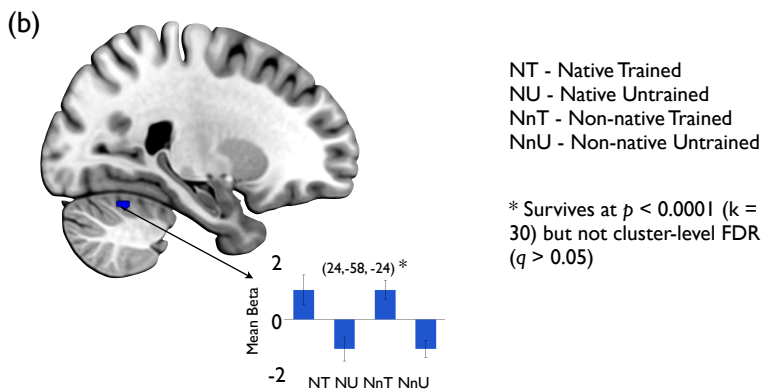 (b)
NT - Native Trained
NU - Native Untrained
NnT - Non-native Trained
NnU - Non-native Untrained
* Survives at p < 0.0001 (k =
30) but not cluster-level FDR
(q > 0.05)
2
(24,-58, -24) *
Mean Beta
0
-2
NT NU NnT NnU